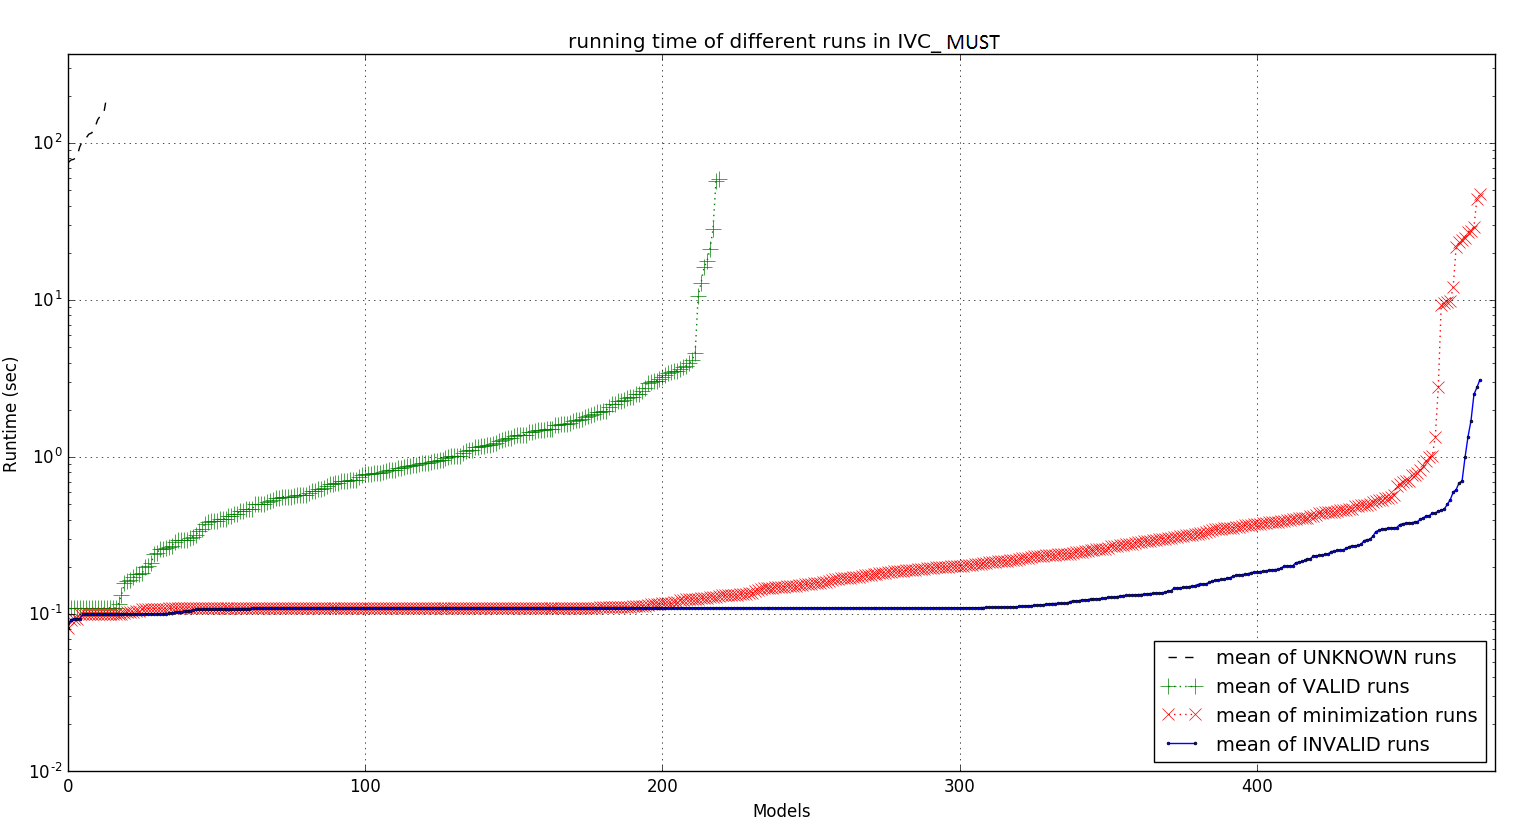 running time of different runs in IVC_ MUST
Runtime (sec)
10^2
10^1
10^0
10^-1
10^-2
0 100 200 300 400
Models
mean of UNKNOWN runs
mean of VALID runs
mean of minimization runs
mean of INVALID runs